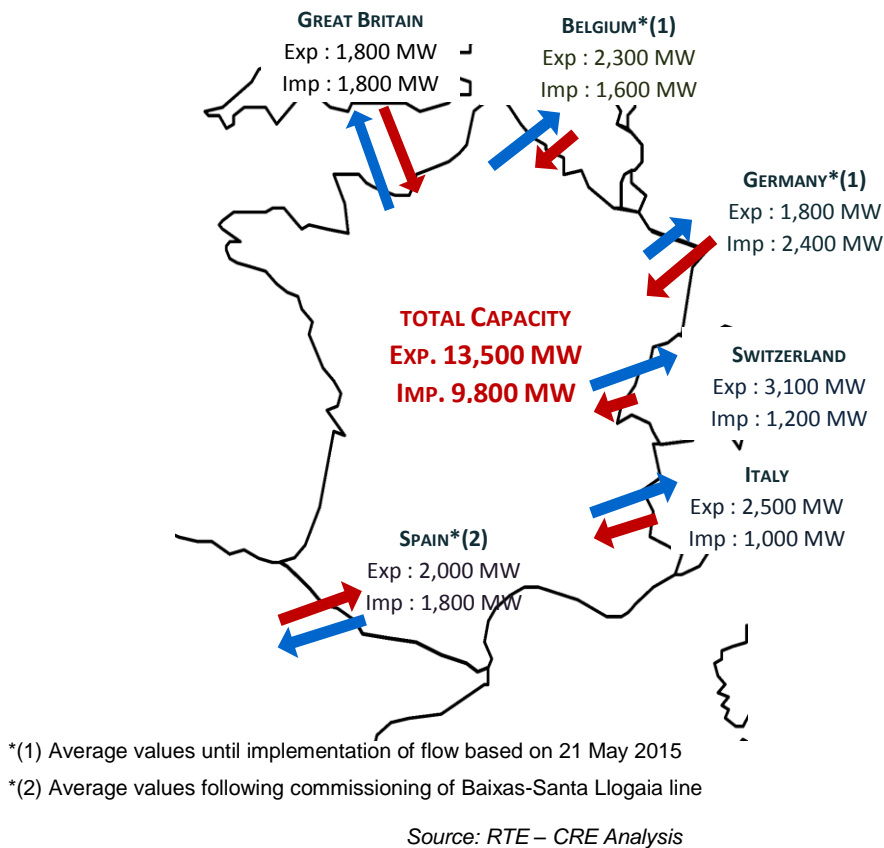 GREAT BRITAIN
Exp : 1,800 MW
Imp : 1,800 MW
BELGIUM*(1)
Exp : 2,300 MW
Imp : 1,600 MW
GERMANY*(1)
Exp : 1,800 MW
Imp : 2,400 MW
TOTAL CAPACITY
EXP. 13,500 MW
IMP. 9,800 MW
SWITZERLAND
Exp : 3,100 MW
Imp : 1,200 MW
ITALY
Exp : 2,500 MW
Imp : 1,000 MW
SPAIN*(2)
Exp : 2,000 MW
Imp : 1,800 MW
*(1) Average values until implementation of flow based on 21 May 2015
*(2) Average values following commissioning of Baixas-Santa Llogaia line
Source: RTE – CRE Analysis